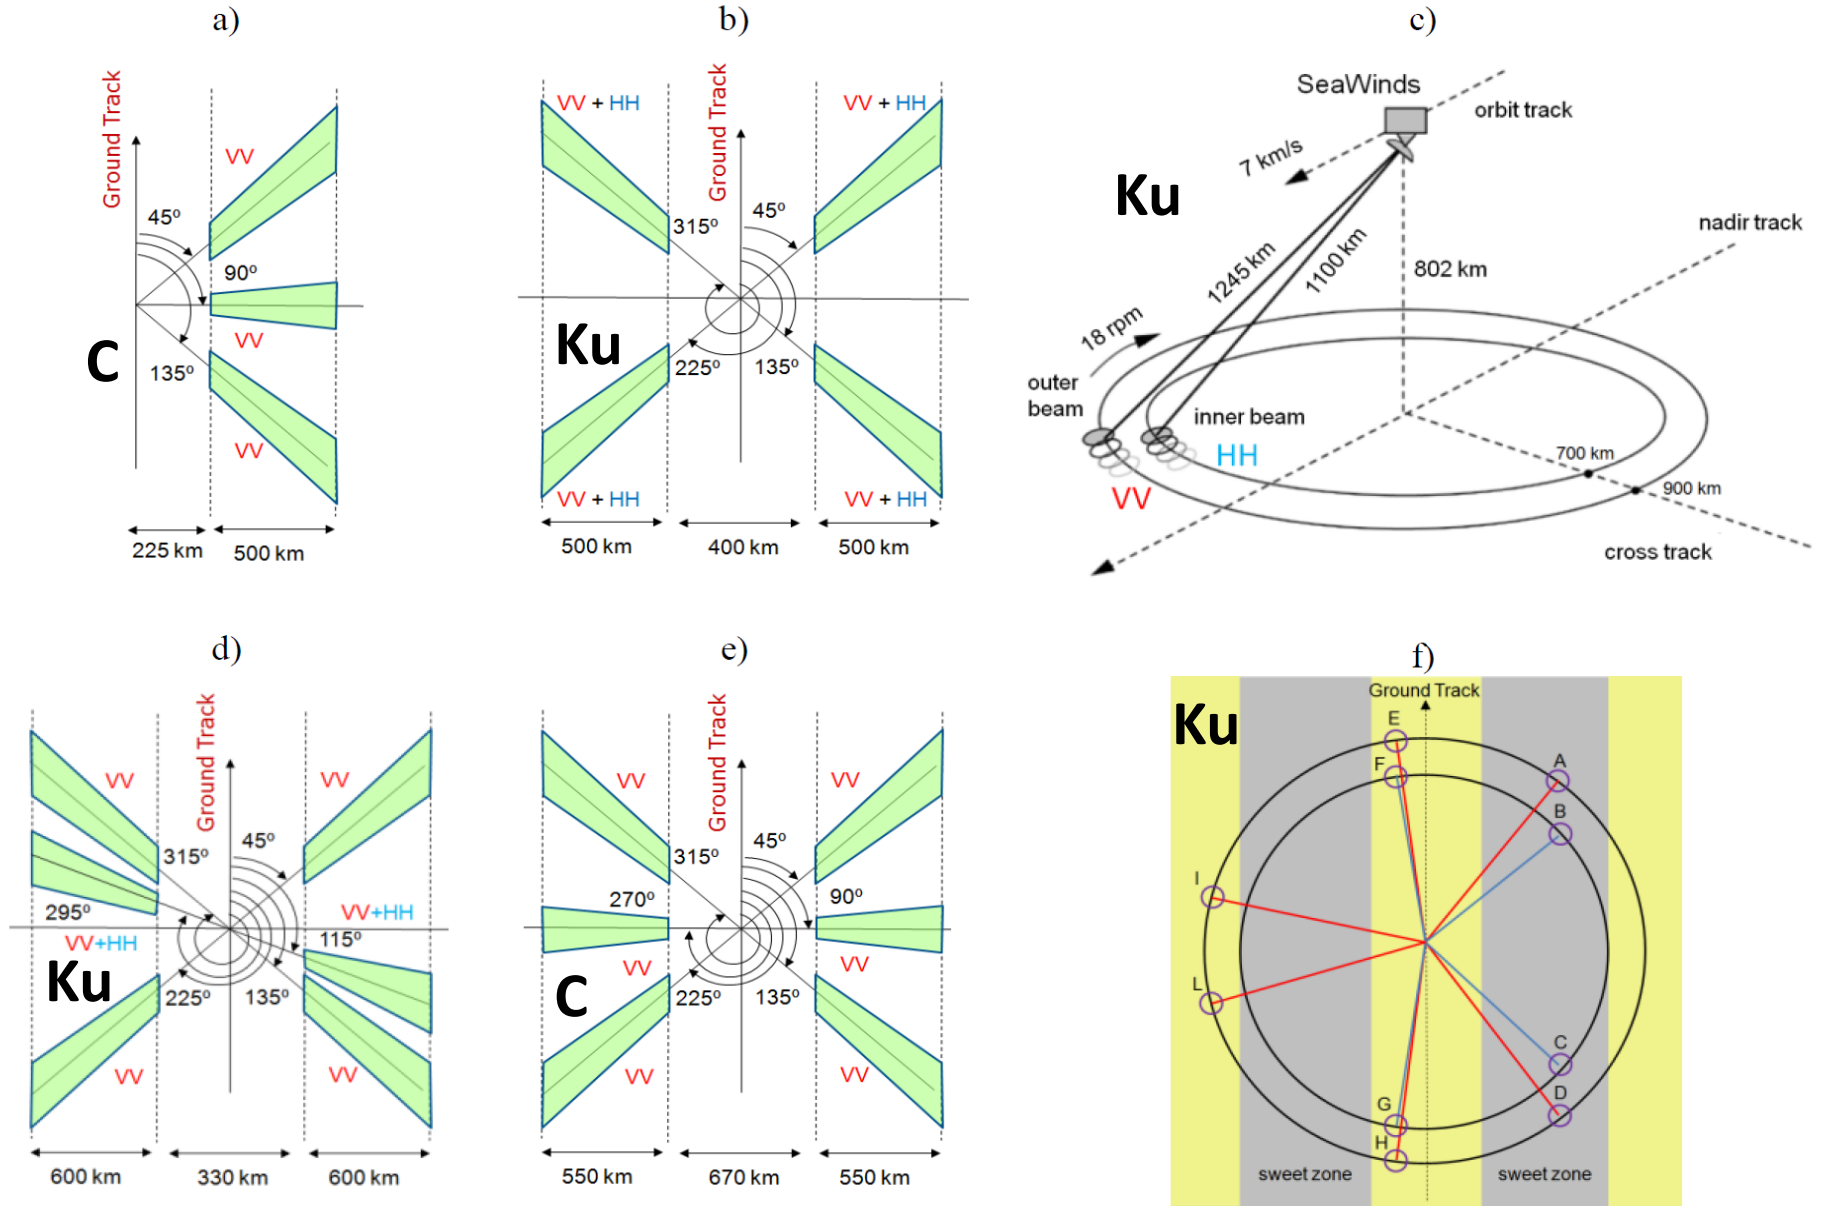 a)
Ground Track
VV
45º
90º
C
VV
135º
VV
225 km
500 km
b)
VV + HH
Ground Track
VV + HH
315º
45º
Ku
225º
135º
VV + HH
VV + HH
500 km
400 km
500 km
c)
SeaWinds
orbit track
7 km/s
Ku
nadir track
1245 km
1100 km
802 km
18 rpm
outer
beam
inner beam
HH
VV
700 km
900 km
cross track
d)
Ground Track
VV
VV
315º
45º
295º
VV+HH
VV+HH
115º
Ku
225º
135º
VV
VV
600 km
330 km
600 km
e)
Ground Track
VV
VV
315º
45º
270º
90º
VV
VV
C
225º
135º
VV
VV
550 km
670 km
550 km
f)
Ku
Ground Track
E
A
F
B
I
L
C
D
G
H
sweet zone
sweet zone